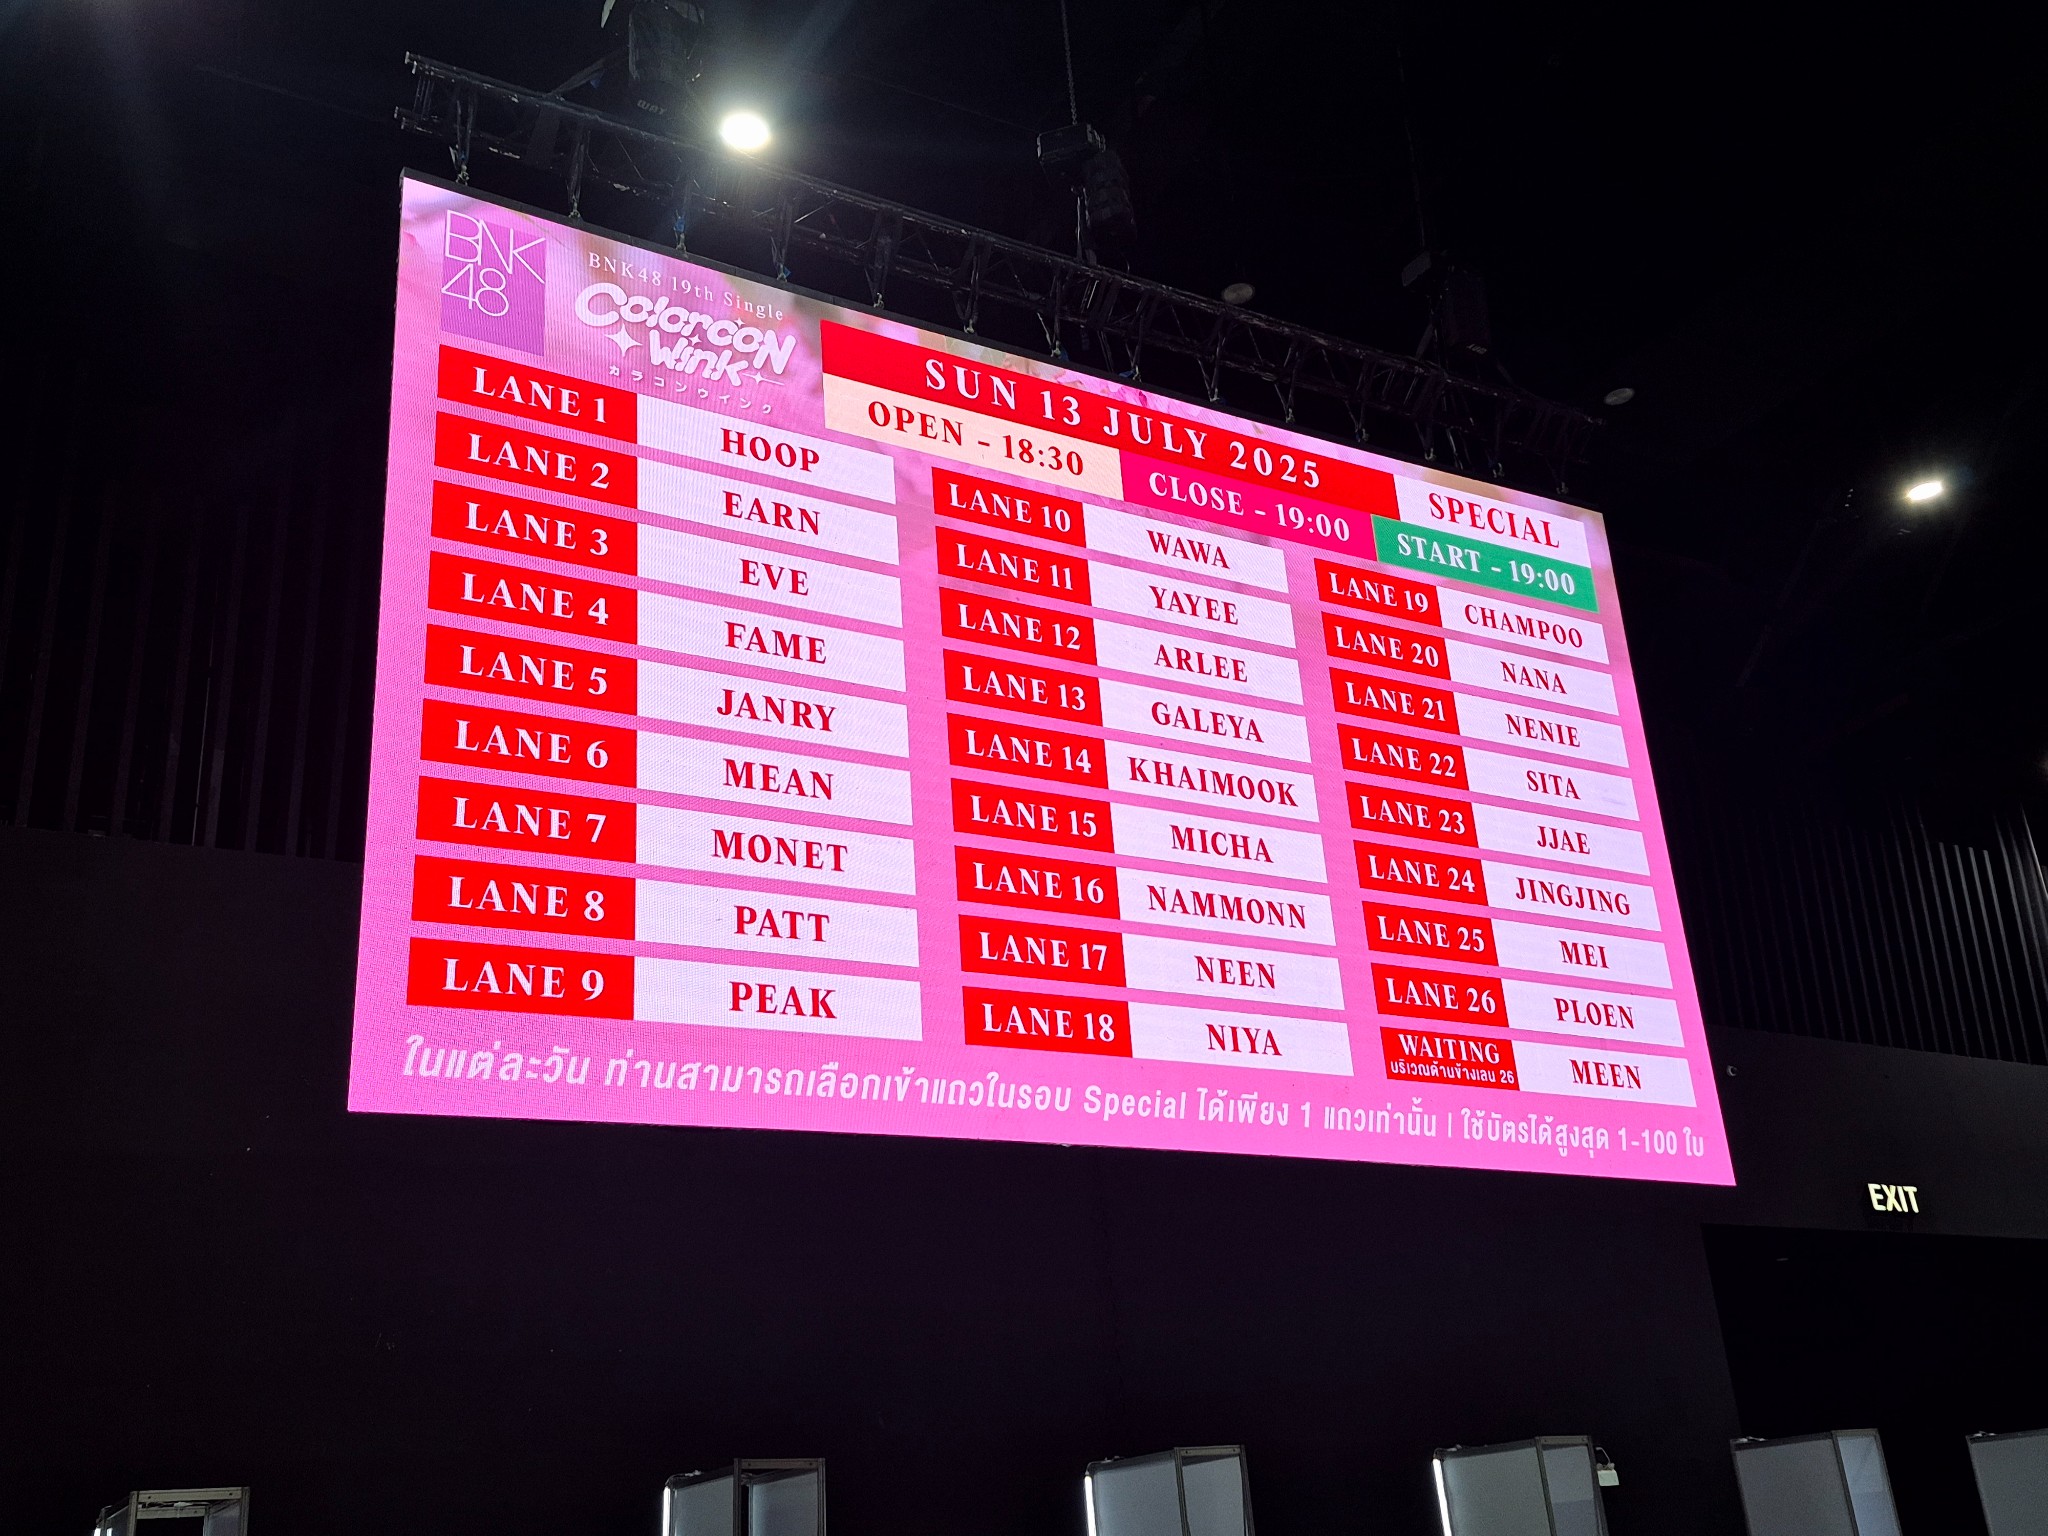 BNK
48
BNK48 19th Single
ColorcoN
Wink
カラコンウインク
SUN 13 JULY 2025
SPECIAL
OPEN - 18:30
CLOSE - 19:00
START - 19:00
LANE 1 HOOP
LANE 2 EARN
LANE 3 EVE
LANE 4 FAME
LANE 5 JANRY
LANE 6 MEAN
LANE 7 MONET
LANE 8 PATT
LANE 9 PEAK
LANE 10 WAWA
LANE 11 YAYEE
LANE 12 ARLEE
LANE 13 GALEYA
LANE 14 KHAIMOOK
LANE 15 MICHA
LANE 16 NAMMONN
LANE 17 NEEN
LANE 18 NIYA
LANE 19 CHAMPOO
LANE 20 NANA
LANE 21 NENIE
LANE 22 SITA
LANE 23 JJAE
LANE 24 JINGJING
LANE 25 MEI
LANE 26 PLOEN
WAITING MEEN
บริเวณด้านข้างเลน 26
ในแต่ละวัน ท่านสามารถเลือกเข้าแถวในรอบ Special ได้เพียง 1 แถวเท่านั้น | ใช้บัตรได้สูงสุด 1-100 ใบ
EXIT